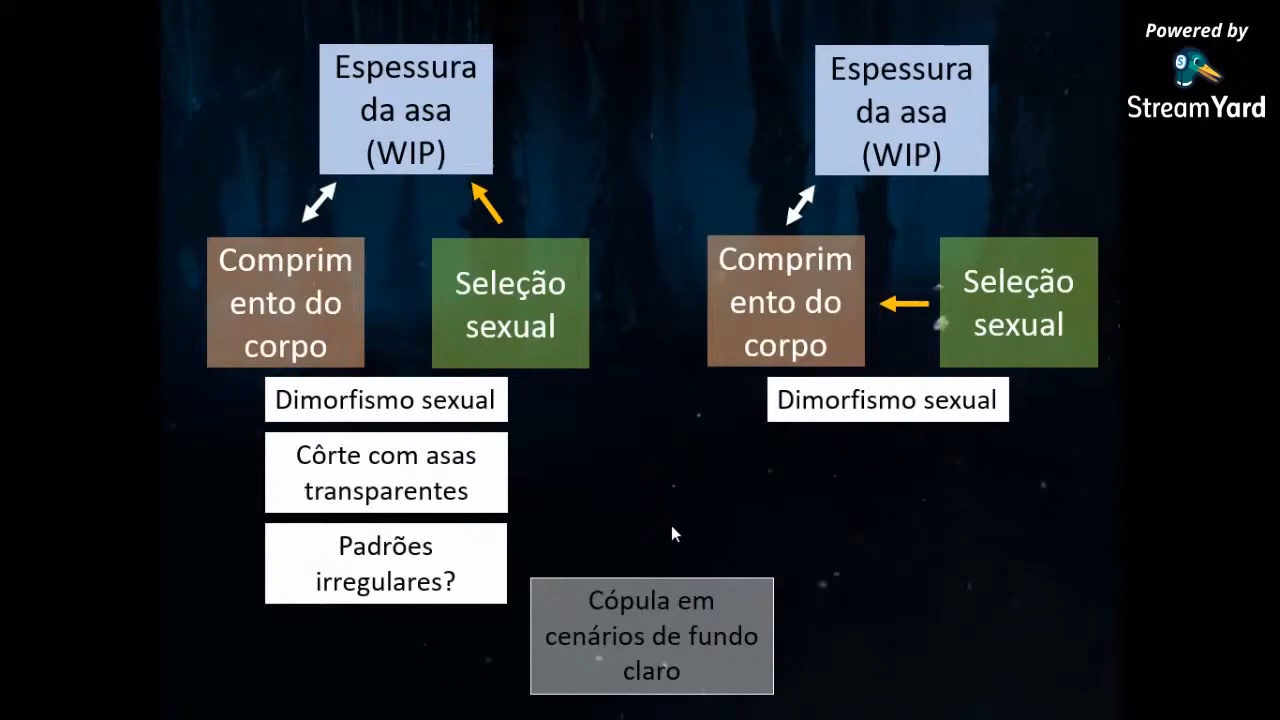 Powered by
StreamYard
Espessura
da asa
(WIP)
Comprim
ento do
corpo
Seleção
sexual
Dimorfismo sexual
Côrte com asas
transparentes
Padrões
irregulares?
Espessura
da asa
(WIP)
Comprim
ento do
corpo
Seleção
sexual
Dimorfismo sexual
Cópula em
cenários de fundo
claro